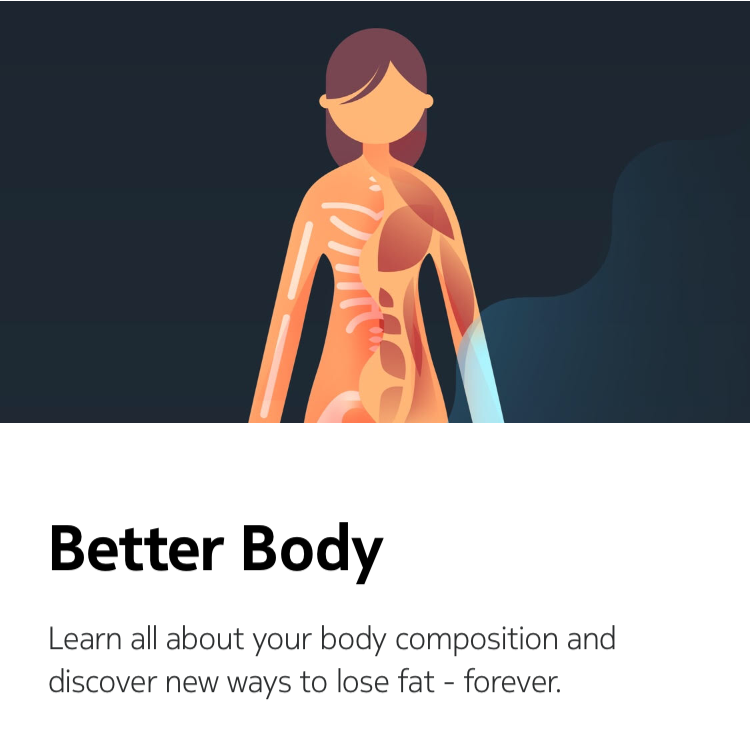 Better Body
Learn all about your body composition and
discover new ways to lose fat - forever.